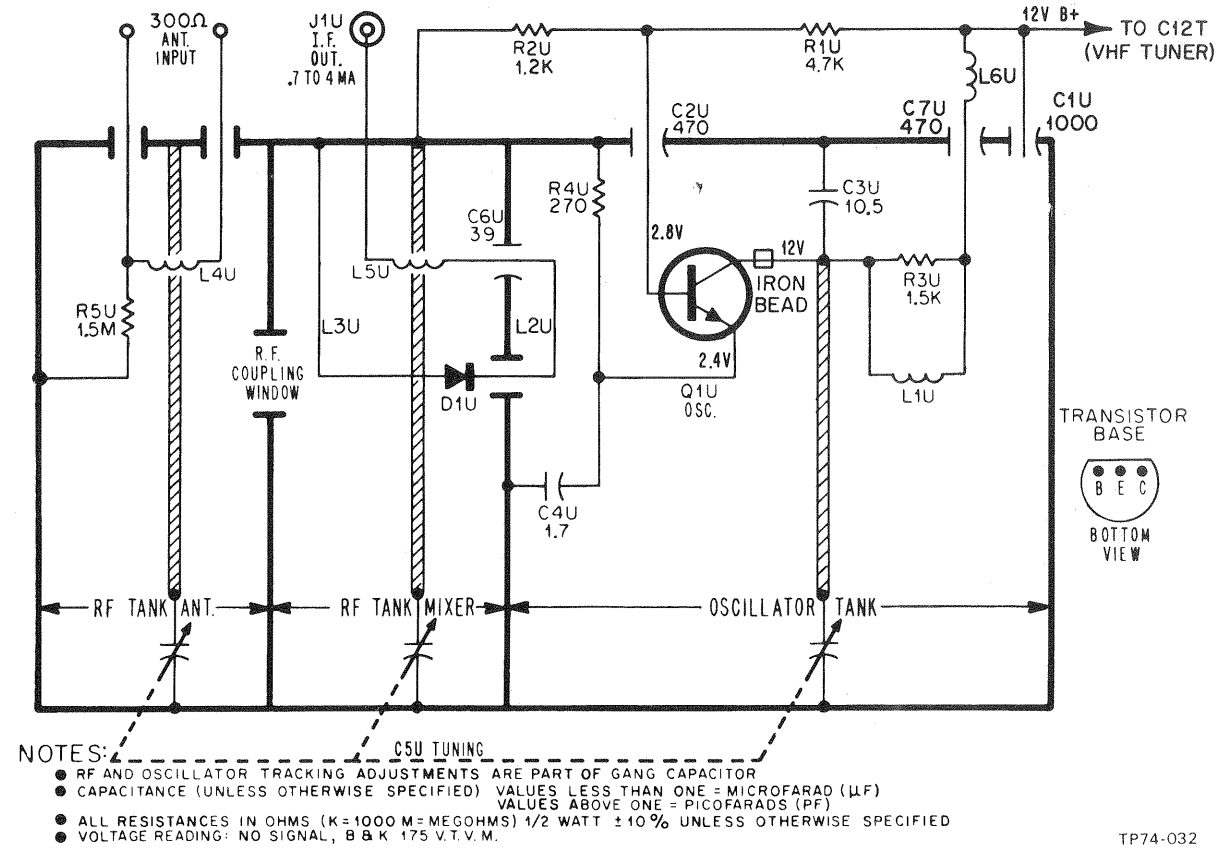 300Ω
ANT.
INPUT
J1U
I.F.
OUT.
.7 TO 4 MA
R2U
1.2K
R1U
4.7K
12V B+
TO C12T
(VHF TUNER)
L6U
C2U
470
C7U
470
C1U
1000
R4U
270
C3U
10.5
C6U
39
2.8V
12V
L4U
L5U
IRON
BEAD
R3U
1.5K
R5U
1.5M
L3U
L2U
R.F.
COUPLING
WINDOW
2.4V
D1U
Q1U
OSC.
L1U
TRANSISTOR
BASE
B E C
BOTTOM
VIEW
C4U
1.7
RF TANK ANT.
RF TANK MIXER
OSCILLATOR TANK
C5U TUNING
NOTES:
● RF AND OSCILLATOR TRACKING ADJUSTMENTS ARE PART OF GANG CAPACITOR
● CAPACITANCE (UNLESS OTHERWISE SPECIFIED) VALUES LESS THAN ONE = MICROFARAD (µF)
VALUES ABOVE ONE = PICOFARADS (PF)
● ALL RESISTANCES IN OHMS (K=1000 M=MEGOHMS) 1/2 WATT ±10% UNLESS OTHERWISE SPECIFIED
● VOLTAGE READING: NO SIGNAL, B & K 175 V.T.V.M.
TP74-032